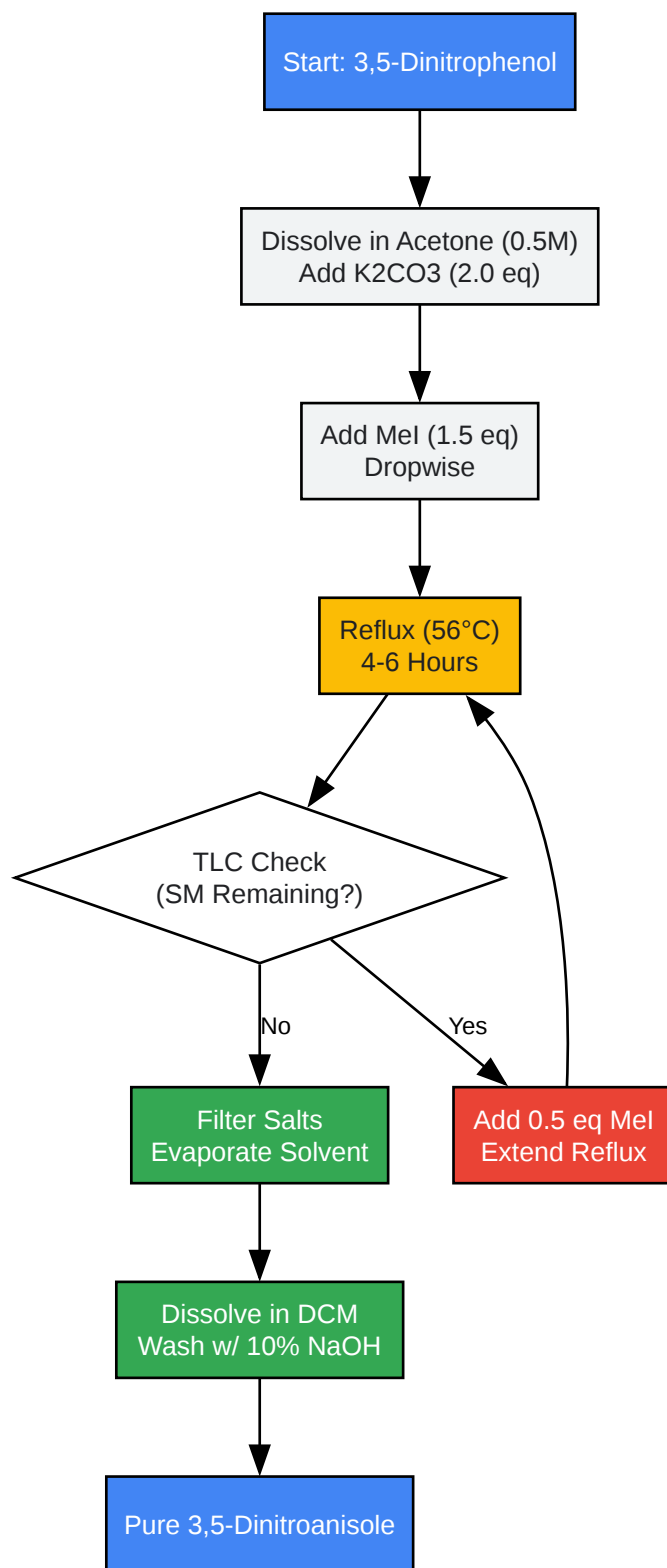 Start: 3,5-Dinitrophenol
Dissolve in Acetone (0.5M)
Add K2CO3 (2.0 eq)
Add MeI (1.5 eq)
Dropwise
Reflux (56°C)
4-6 Hours
TLC Check
(SM Remaining?)
No
Yes
Filter Salts
Evaporate Solvent
Add 0.5 eq MeI
Extend Reflux
Dissolve in DCM
Wash w/ 10% NaOH
Pure 3,5-Dinitroanisole